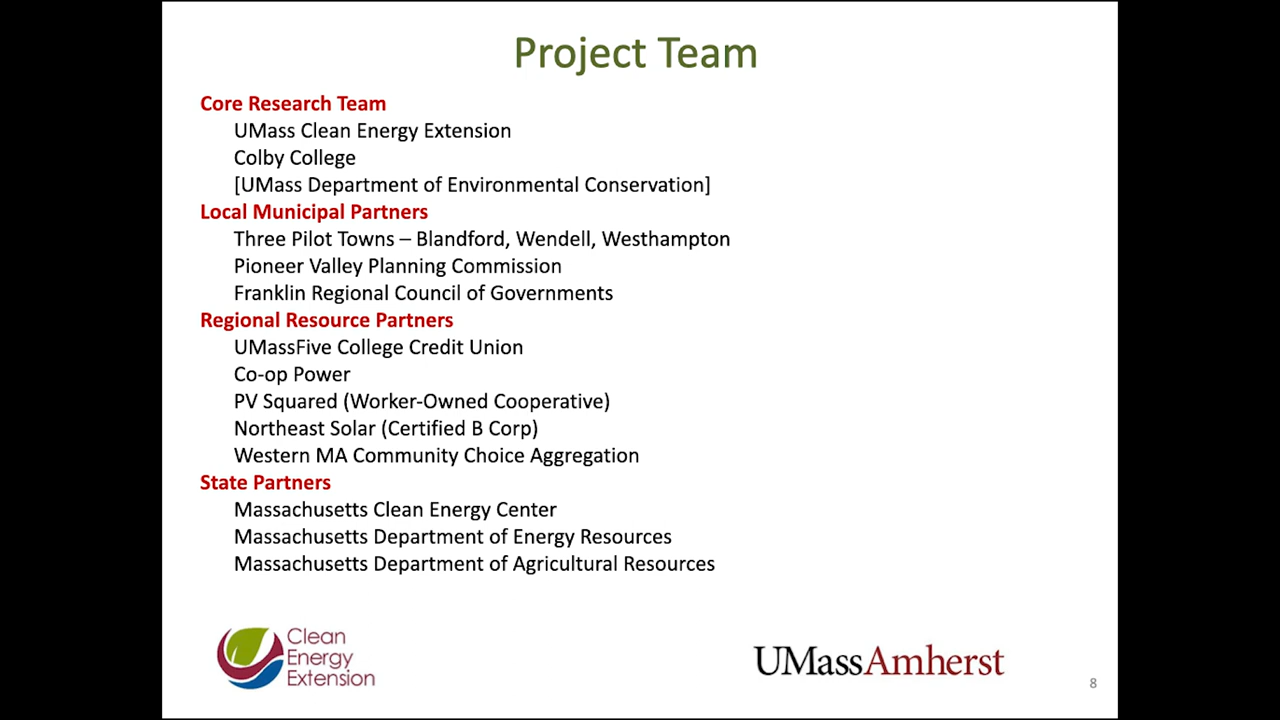 Project Team
Core Research Team
UMass Clean Energy Extension
Colby College
[UMass Department of Environmental Conservation]
Local Municipal Partners
Three Pilot Towns – Blandford, Wendell, Westhampton
Pioneer Valley Planning Commission
Franklin Regional Council of Governments
Regional Resource Partners
UMassFive College Credit Union
Co-op Power
PV Squared (Worker-Owned Cooperative)
Northeast Solar (Certified B Corp)
Western MA Community Choice Aggregation
State Partners
Massachusetts Clean Energy Center
Massachusetts Department of Energy Resources
Massachusetts Department of Agricultural Resources
Clean
Energy
Extension
UMassAmherst
8